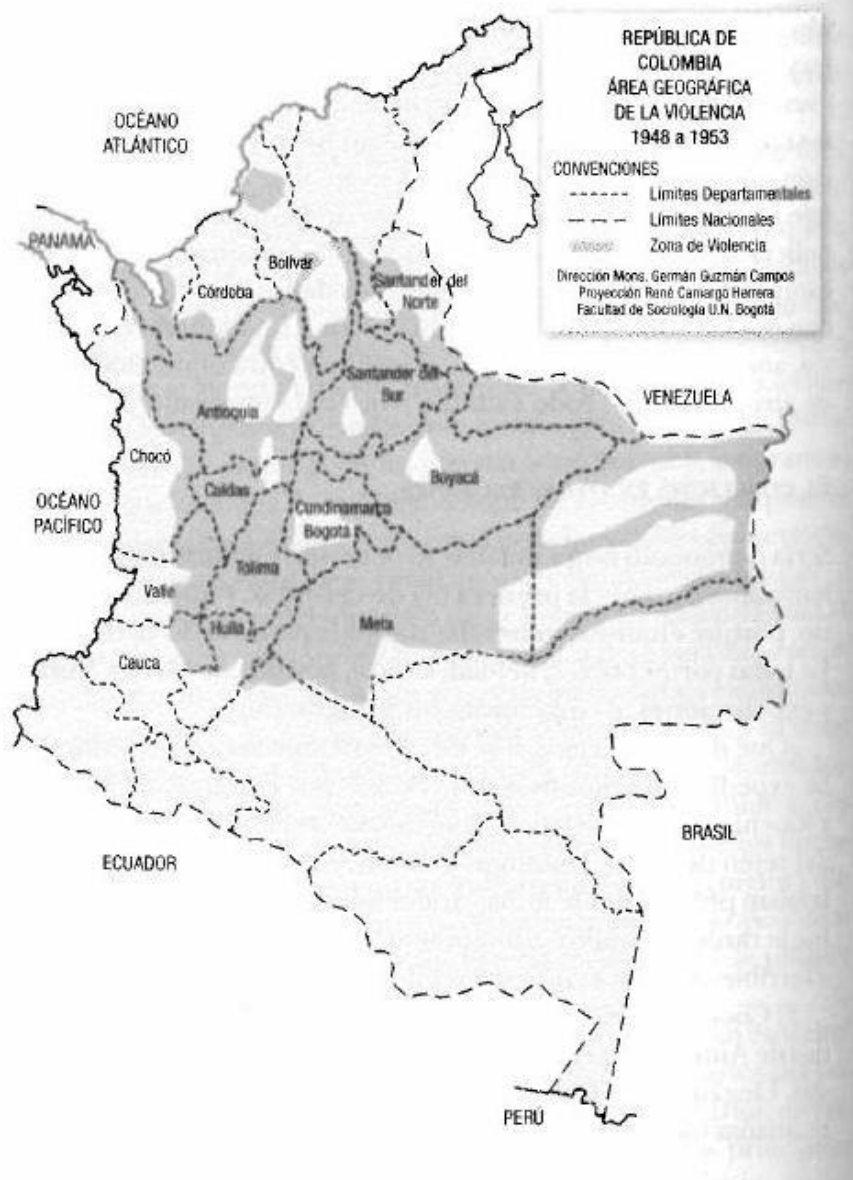 REPÚBLICA DE
COLOMBIA
ÁREA GEOGRÁFICA
DE LA VIOLENCIA
1948 a 1953
CONVENCIONES
Límites Departamentales
Límites Nacionales
Zona de Violencia
Dirección Mons. Germán Guzmán Campos
Proyección René Camargo Herrera
Facultad de Sociología U.N. Bogotá
OCÉANO
ATLÁNTICO
PANAMÁ
Bolívar
Córdoba
Santander del
Norte
Santander del
Sur
VENEZUELA
Antioquia
Chocó
Boyacá
Caldas
OCÉANO
PACÍFICO
Cundinamarca
Bogotá
Tolima
Valle
Huila
Meta
Cauca
BRASIL
ECUADOR
PERÚ